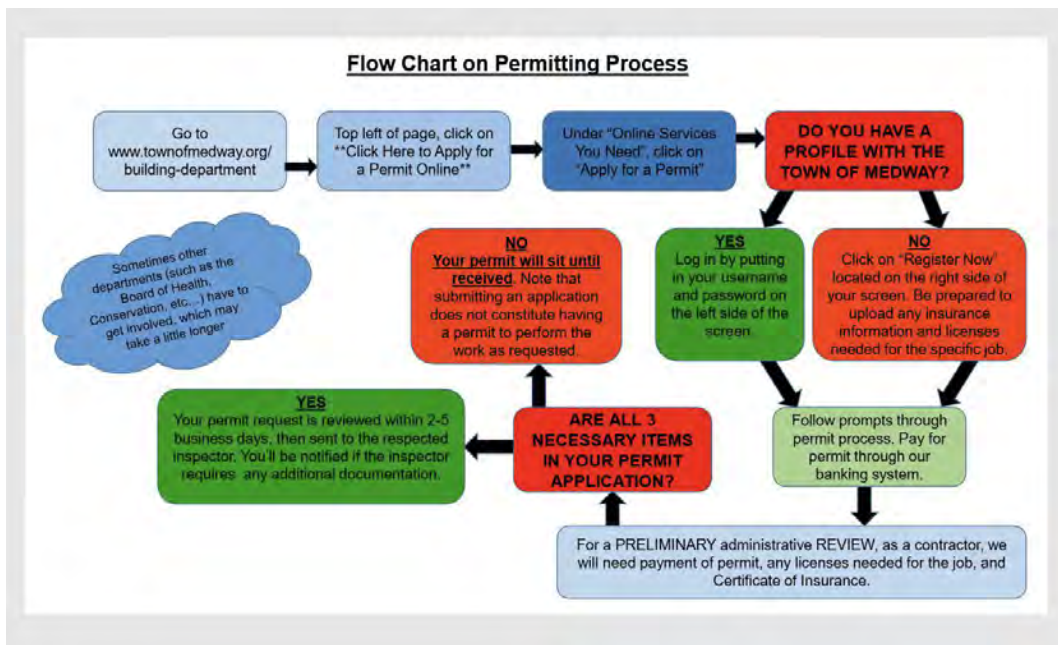 Flow Chart on Permitting Process
Go to
www.townofmedway.org/
building-department
Top left of page, click on
**Click Here to Apply for
a Permit Online**
Under “Online Services
You Need”, click on
“Apply for a Permit”
DO YOU HAVE A
PROFILE WITH THE
TOWN OF MEDWAY?
YES
Log in by putting
in your username
and password on
the left side of the
screen.
NO
Click on “Register Now”
located on the right side of
your screen. Be prepared to
upload any insurance
information and licenses
needed for the specific job.
Follow prompts through
permit process. Pay for
permit through our
banking system.
For a PRELIMINARY administrative REVIEW, as a contractor, we
will need payment of permit, any licenses needed for the job, and
Certificate of Insurance.
ARE ALL 3
NECESSARY ITEMS
IN YOUR PERMIT
APPLICATION?
NO
Your permit will sit until
received. Note that
submitting an application
does not constitute having
a permit to perform the
work as requested.
YES
Your permit request is reviewed within 2-5
business days, then sent to the respected
inspector. You’ll be notified if the inspector
requires any additional documentation.
Sometimes other
departments (such as the
Board of Health,
Conservation, etc…) have to
get involved, which may
take a little longer